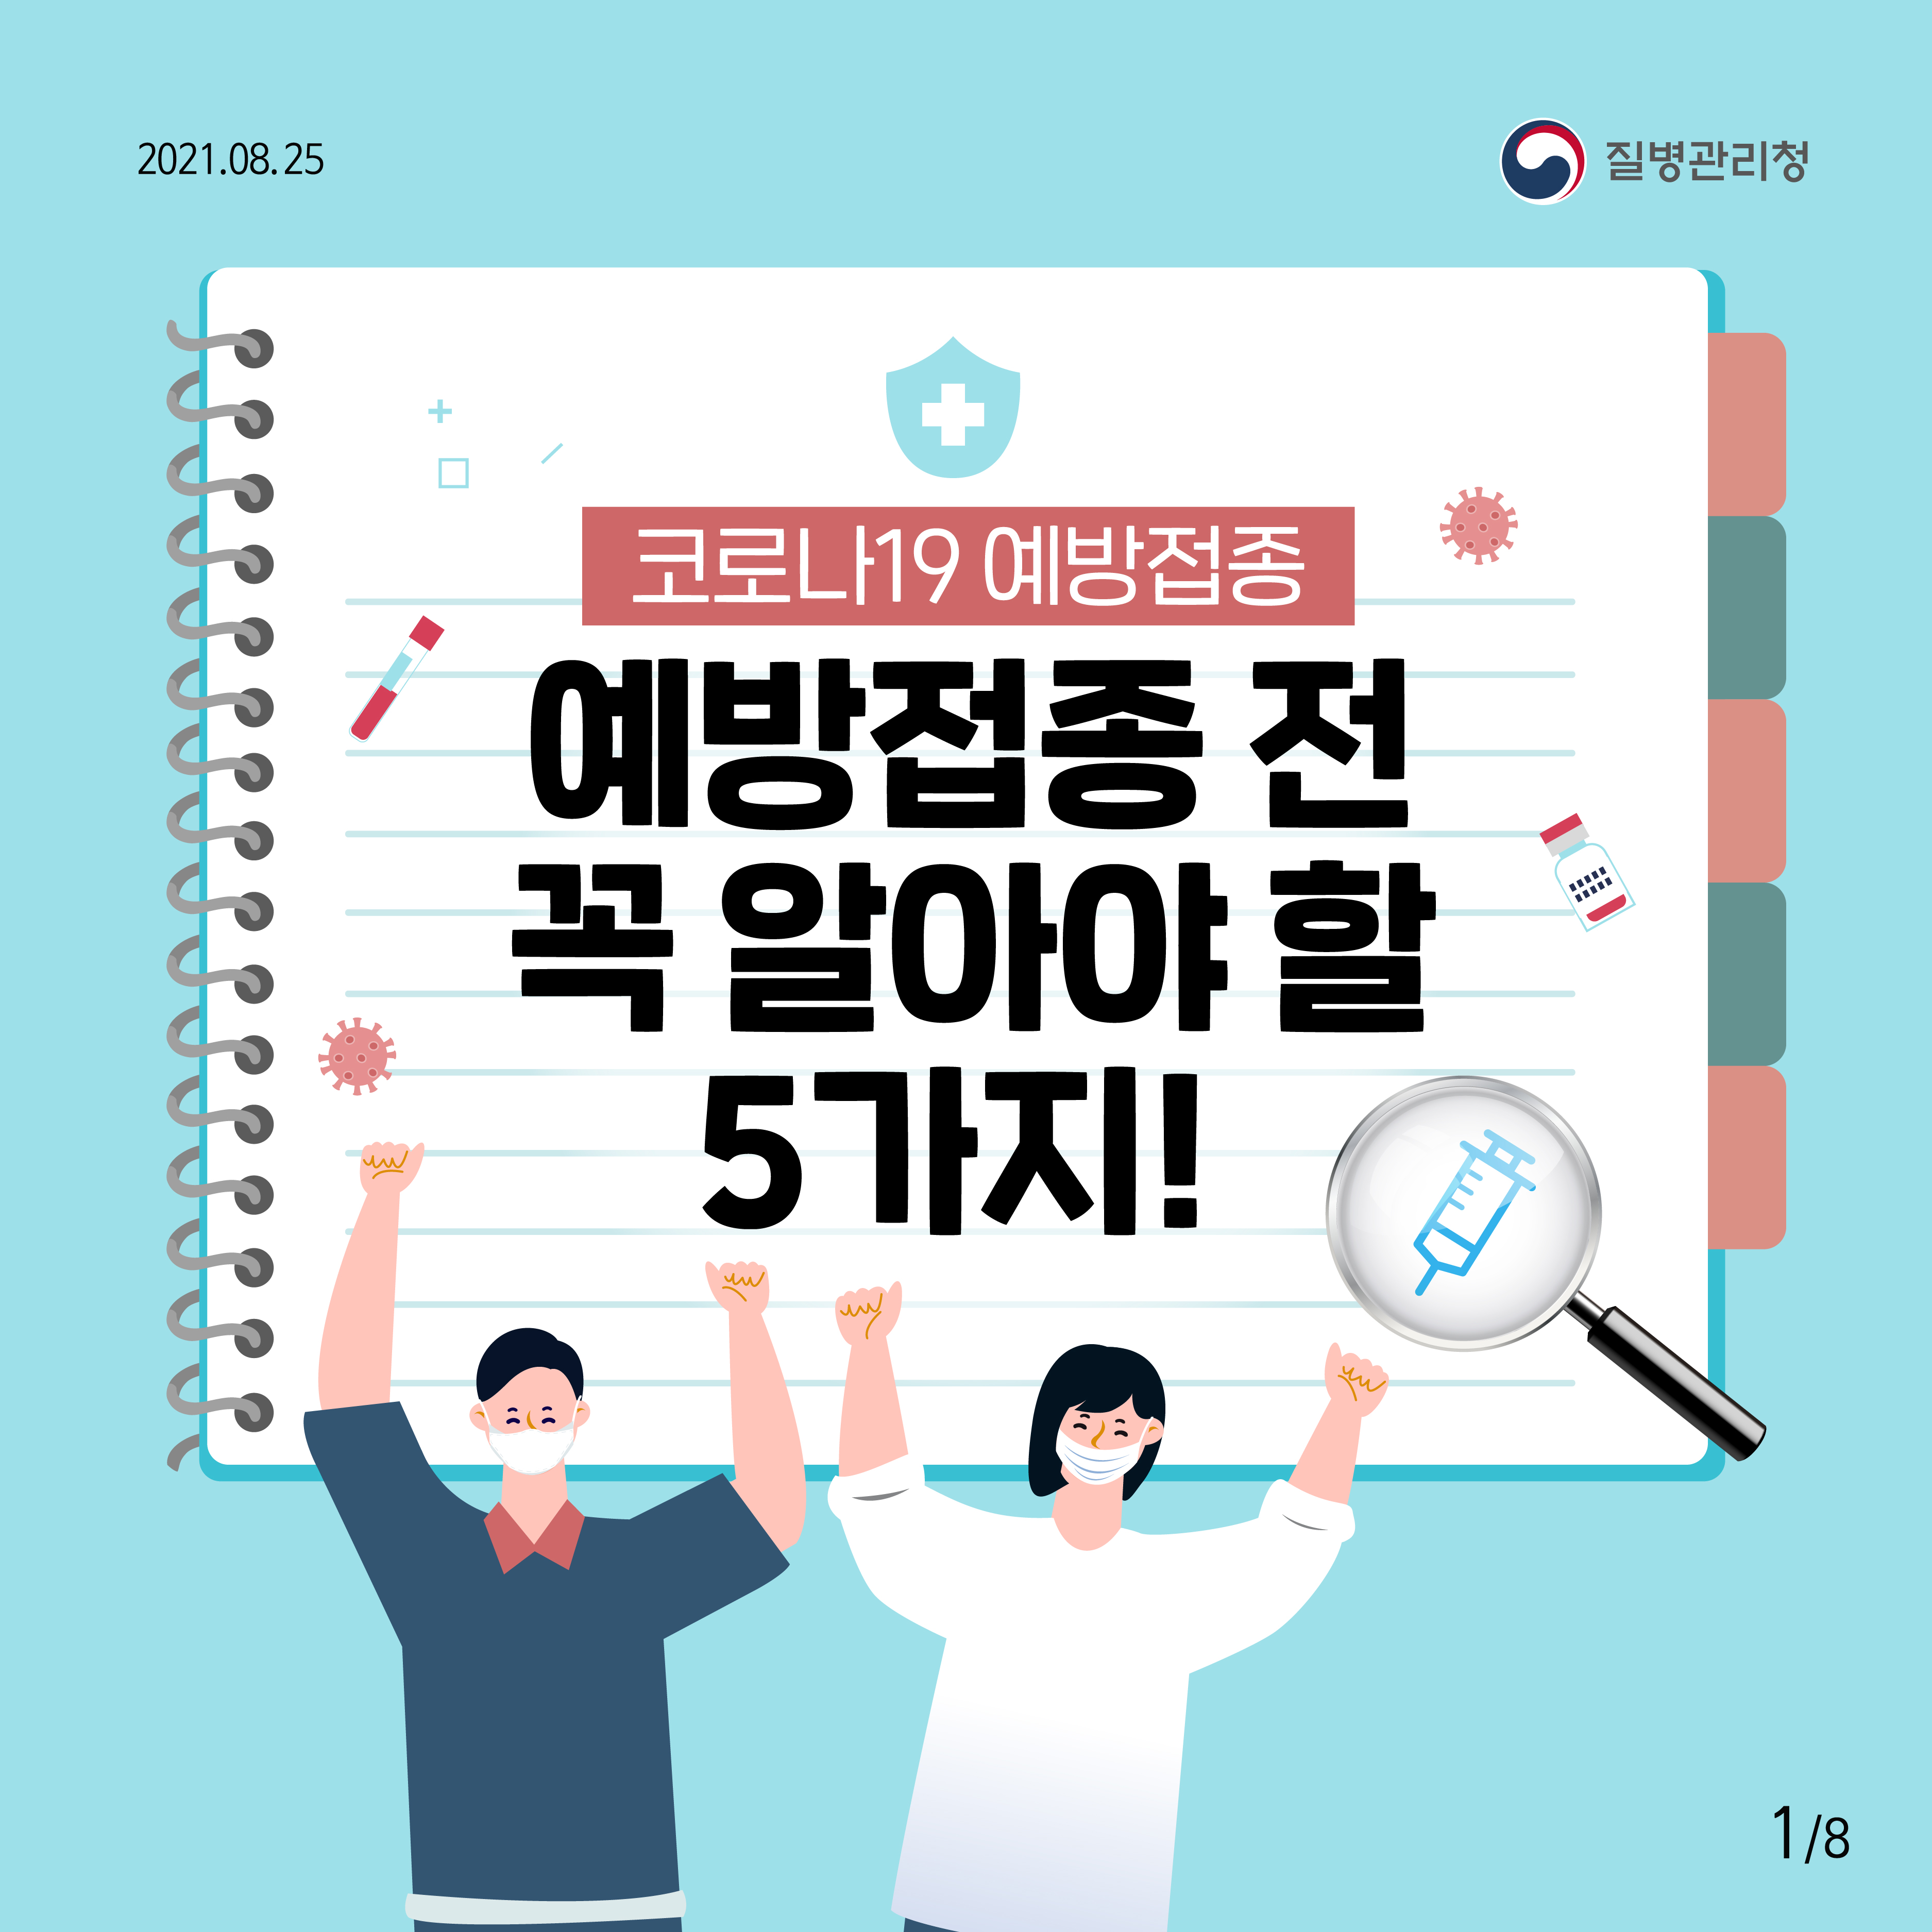 2021.08.25
질병관리청
코로나19 예방접종
예방접종 전
꼭 알아야 할
5가지!
1/8